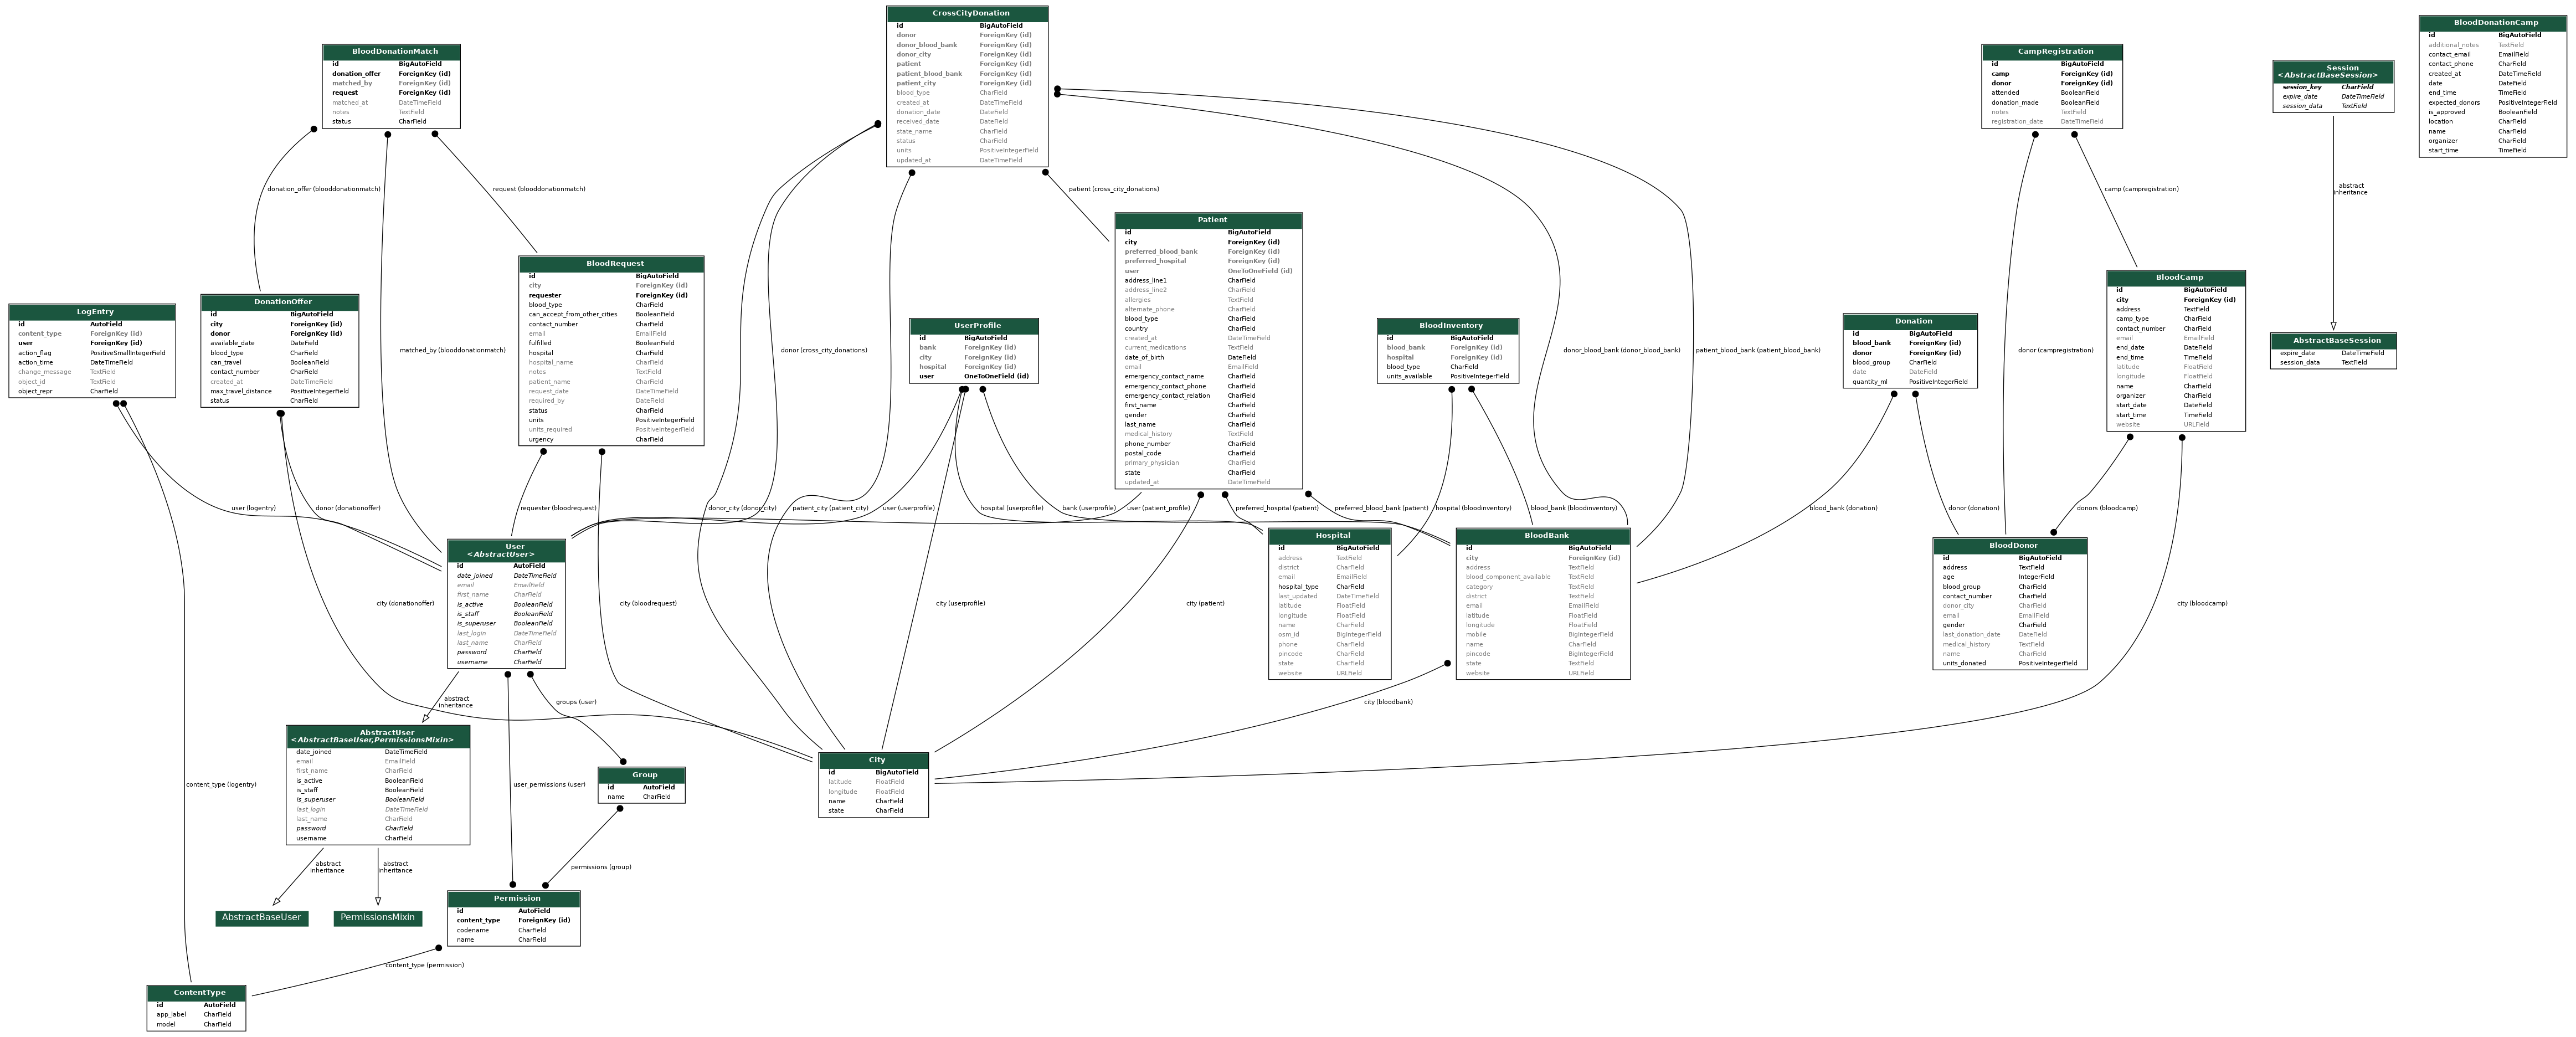 CrossCityDonation
id BigAutoField
donor ForeignKey (id)
donor_blood_bank ForeignKey (id)
donor_city ForeignKey (id)
patient ForeignKey (id)
patient_blood_bank ForeignKey (id)
patient_city ForeignKey (id)
blood_type CharField
created_at DateTimeField
donation_date DateField
received_date DateField
state_name CharField
status CharField
units PositiveIntegerField
updated_at DateTimeField
BloodDonationMatch
id BigAutoField
donation_offer ForeignKey (id)
matched_by ForeignKey (id)
request ForeignKey (id)
matched_at DateTimeField
notes TextField
status CharField
CampRegistration
id BigAutoField
camp ForeignKey (id)
donor ForeignKey (id)
attended BooleanField
donation_made BooleanField
notes TextField
registration_date DateTimeField
Session
<AbstractBaseSession>
session_key CharField
expire_date DateTimeField
session_data TextField
BloodDonationCamp
id BigAutoField
additional_notes TextField
contact_email EmailField
contact_phone CharField
created_at DateTimeField
date DateField
end_time TimeField
expected_donors PositiveIntegerField
is_approved BooleanField
location CharField
name CharField
organizer CharField
start_time TimeField
donation_offer (blooddonationmatch)
request (blooddonationmatch)
patient (cross_city_donations)
camp (campregistration)
abstract
inheritance
Patient
id BigAutoField
city ForeignKey (id)
preferred_blood_bank ForeignKey (id)
preferred_hospital ForeignKey (id)
user OneToOneField (id)
address_line1 CharField
address_line2 CharField
allergies TextField
alternate_phone CharField
blood_type CharField
country CharField
created_at DateTimeField
current_medications TextField
date_of_birth DateField
email EmailField
emergency_contact_name CharField
emergency_contact_phone CharField
emergency_contact_relation CharField
first_name CharField
gender CharField
last_name CharField
medical_history TextField
phone_number CharField
postal_code CharField
primary_physician CharField
state CharField
updated_at DateTimeField
BloodRequest
id BigAutoField
city ForeignKey (id)
requester ForeignKey (id)
blood_type CharField
can_accept_from_other_cities BooleanField
contact_number CharField
email EmailField
fulfilled BooleanField
hospital CharField
hospital_name CharField
notes TextField
patient_name CharField
request_date DateTimeField
required_by DateField
status CharField
units PositiveIntegerField
units_required PositiveIntegerField
urgency CharField
LogEntry
id AutoField
content_type ForeignKey (id)
user ForeignKey (id)
action_flag PositiveSmallIntegerField
action_time DateTimeField
change_message TextField
object_id TextField
object_repr CharField
DonationOffer
id BigAutoField
city ForeignKey (id)
donor ForeignKey (id)
available_date DateField
blood_type CharField
can_travel BooleanField
contact_number CharField
created_at DateTimeField
max_travel_distance PositiveIntegerField
status CharField
UserProfile
id BigAutoField
bank ForeignKey (id)
city ForeignKey (id)
hospital ForeignKey (id)
user OneToOneField (id)
BloodInventory
id BigAutoField
blood_bank ForeignKey (id)
hospital ForeignKey (id)
blood_type CharField
units_available PositiveIntegerField
Donation
id BigAutoField
blood_bank ForeignKey (id)
donor ForeignKey (id)
blood_group CharField
date DateField
quantity_ml PositiveIntegerField
BloodCamp
id BigAutoField
city ForeignKey (id)
address TextField
camp_type CharField
contact_number CharField
email EmailField
end_date DateField
end_time TimeField
latitude FloatField
longitude FloatField
name CharField
organizer CharField
start_date DateField
start_time TimeField
website URLField
AbstractBaseSession
expire_date DateTimeField
session_data TextField
matched_by (blooddonationmatch)
donor (cross_city_donations)
donor_blood_bank (donor_blood_bank)
patient_blood_bank (patient_blood_bank)
donor (campregistration)
user (logentry)
donor (donationoffer)
requester (bloodrequest)
donor_city (donor_city)
patient_city (patient_city)
user (userprofile)
hospital (userprofile)
bank (userprofile)
user (patient_profile)
preferred_hospital (patient)
preferred_blood_bank (patient)
hospital (bloodinventory)
blood_bank (bloodinventory)
blood_bank (donation)
donor (donation)
donors (bloodcamp)
User
<AbstractUser>
id AutoField
date_joined DateTimeField
email EmailField
first_name CharField
is_active BooleanField
is_staff BooleanField
is_superuser BooleanField
last_login DateTimeField
last_name CharField
password CharField
username CharField
Hospital
id BigAutoField
address TextField
district CharField
email EmailField
hospital_type CharField
last_updated DateTimeField
latitude FloatField
longitude FloatField
name CharField
osm_id BigIntegerField
phone CharField
pincode CharField
state CharField
website URLField
BloodBank
id BigAutoField
city ForeignKey (id)
address TextField
blood_component_available TextField
category TextField
district TextField
email EmailField
latitude FloatField
longitude FloatField
mobile BigIntegerField
name CharField
pincode BigIntegerField
state TextField
website URLField
BloodDonor
id BigAutoField
address TextField
age IntegerField
blood_group CharField
contact_number CharField
donor_city CharField
email EmailField
gender CharField
last_donation_date DateField
medical_history TextField
name CharField
units_donated PositiveIntegerField
city (donationoffer)
city (bloodrequest)
city (userprofile)
city (patient)
city (bloodcamp)
abstract
inheritance
groups (user)
city (bloodbank)
AbstractUser
<AbstractBaseUser,PermissionsMixin>
date_joined DateTimeField
email EmailField
first_name CharField
is_active BooleanField
is_staff BooleanField
is_superuser BooleanField
last_login DateTimeField
last_name CharField
password CharField
username CharField
content_type (logentry)
user_permissions (user)
Group
id AutoField
name CharField
City
id BigAutoField
latitude FloatField
longitude FloatField
name CharField
state CharField
abstract
inheritance
abstract
inheritance
permissions (group)
AbstractBaseUser
PermissionsMixin
Permission
id AutoField
content_type ForeignKey (id)
codename CharField
name CharField
content_type (permission)
ContentType
id AutoField
app_label CharField
model CharField